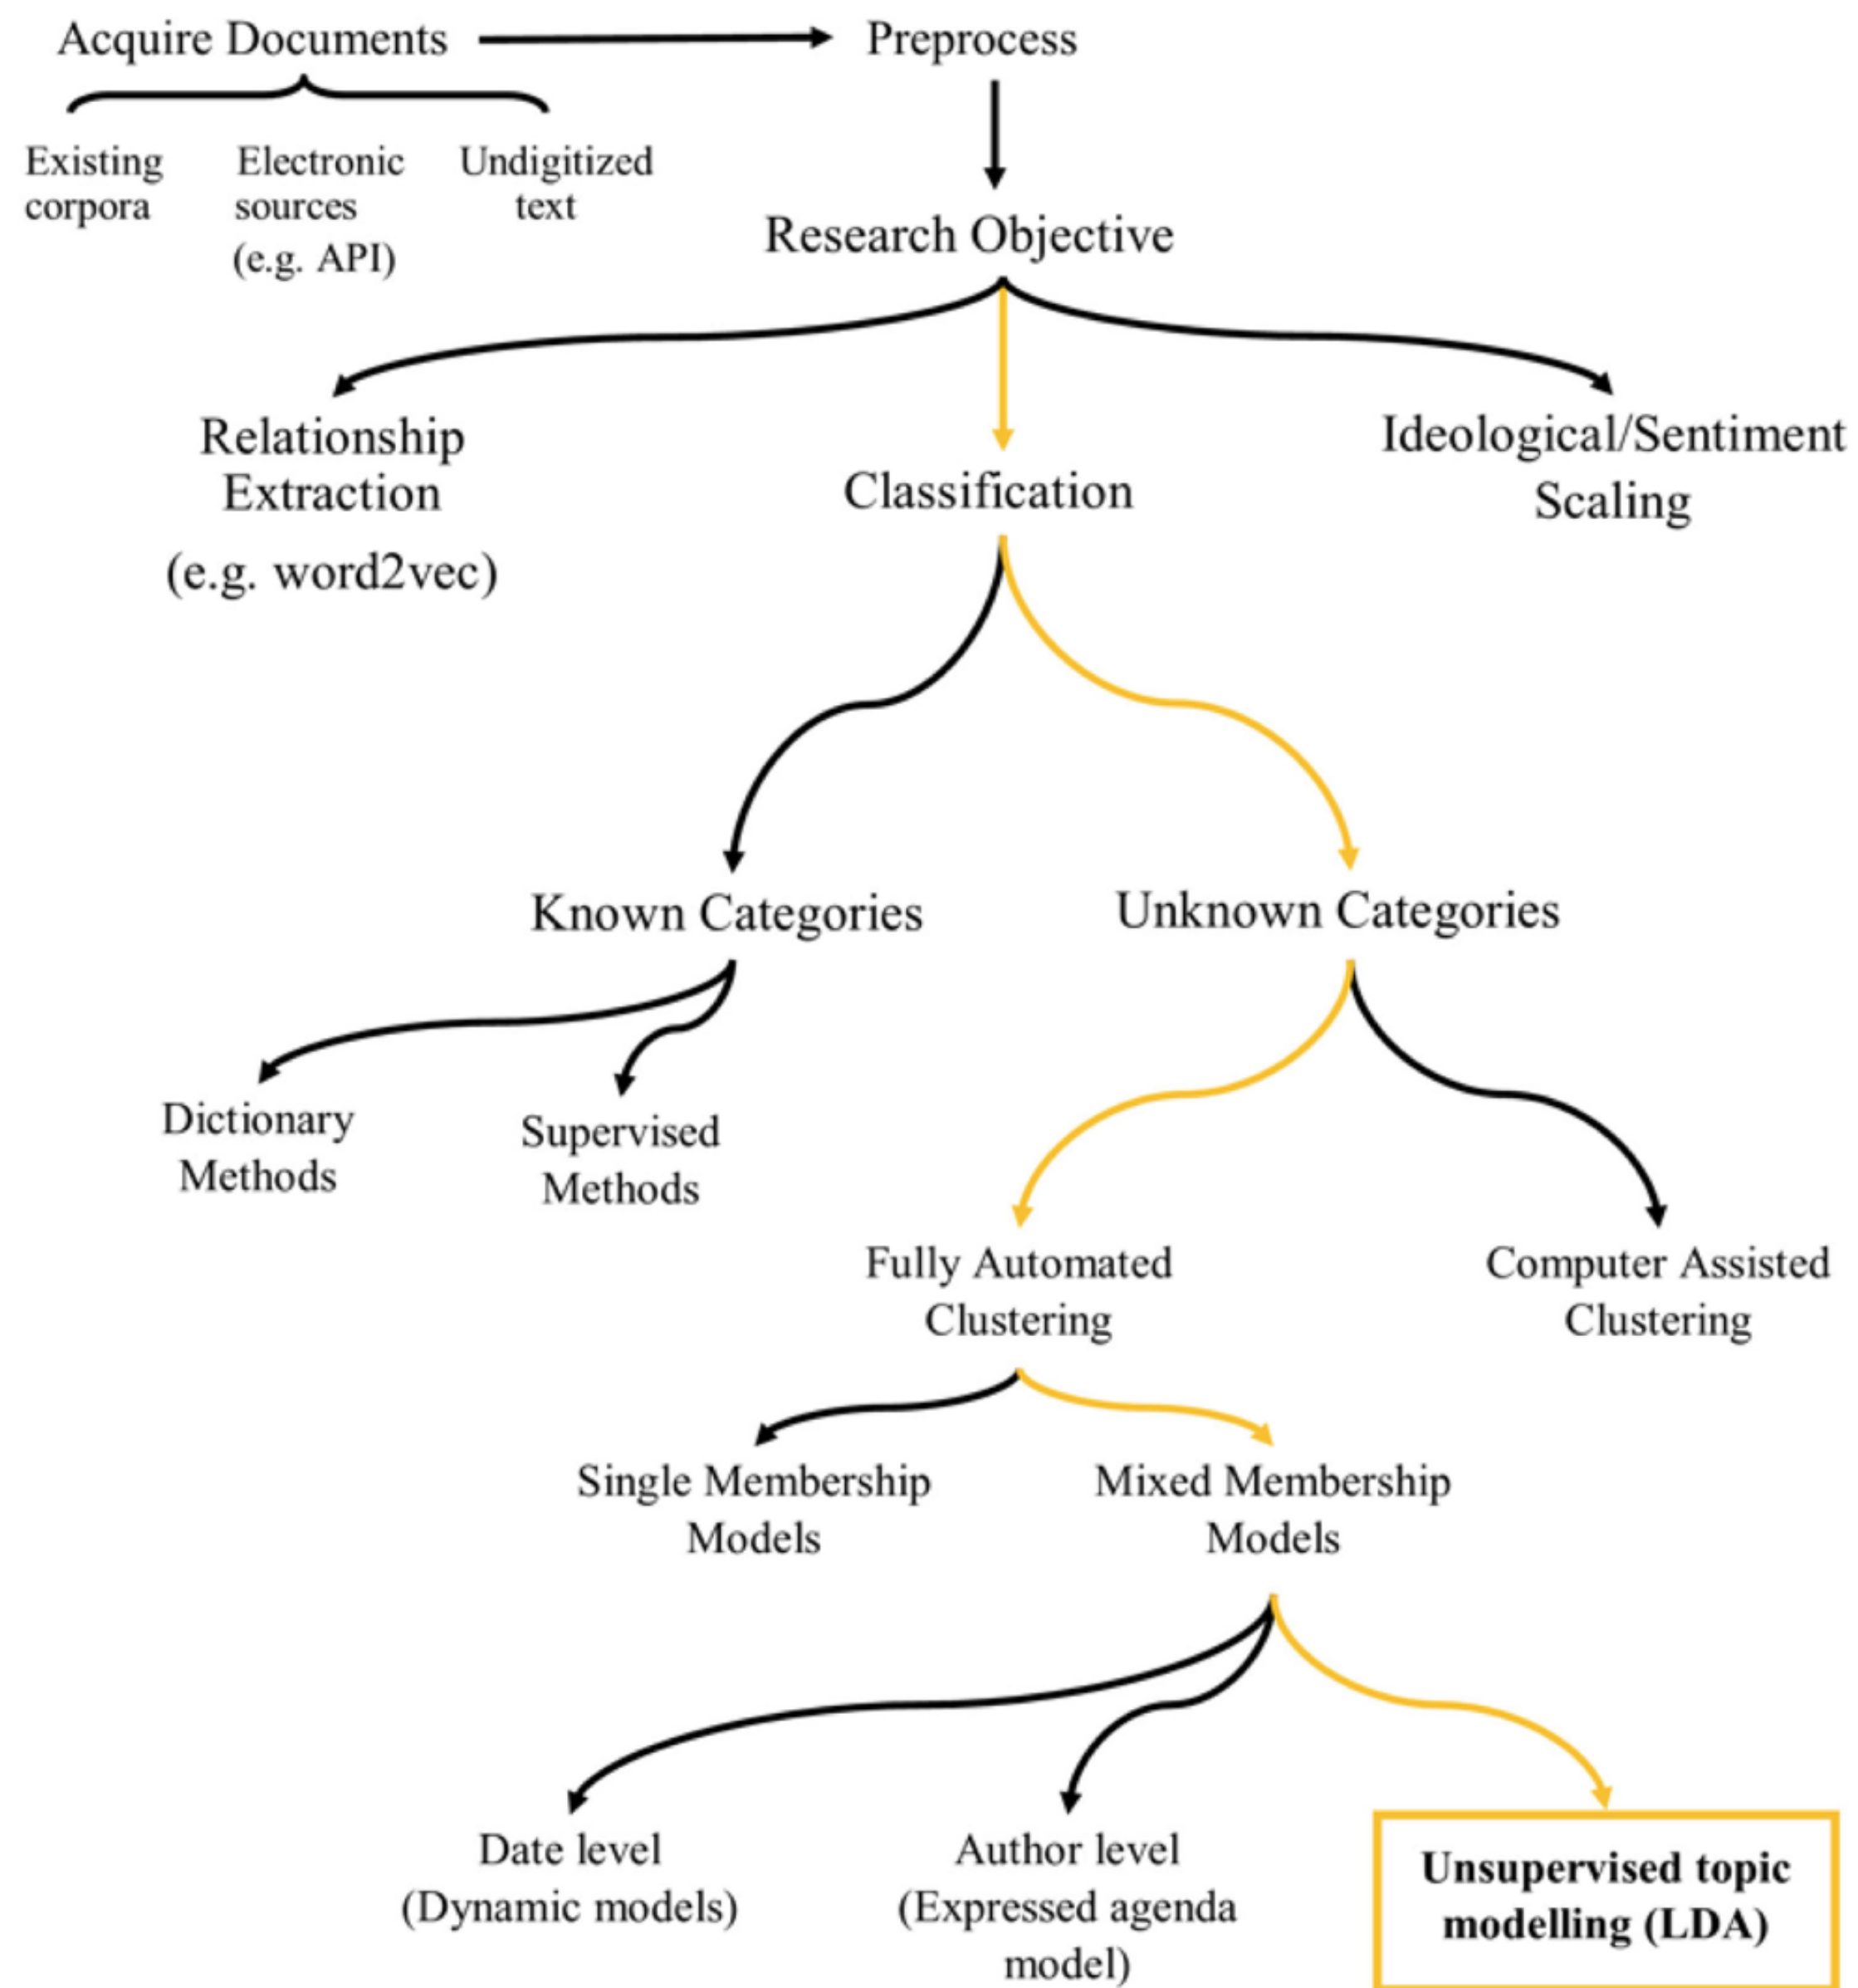 Acquire Documents
Preprocess
Existing
corpora
Electronic
sources
(e.g. API)
Undigitized
text
Research Objective
Relationship
Extraction
(e.g. word2vec)
Classification
Ideological/Sentiment
Scaling
Known Categories
Unknown Categories
Dictionary
Methods
Supervised
Methods
Fully Automated
Clustering
Computer Assisted
Clustering
Single Membership
Models
Mixed Membership
Models
Date level
(Dynamic models)
Author level
(Expressed agenda
model)
Unsupervised topic
modelling (LDA)